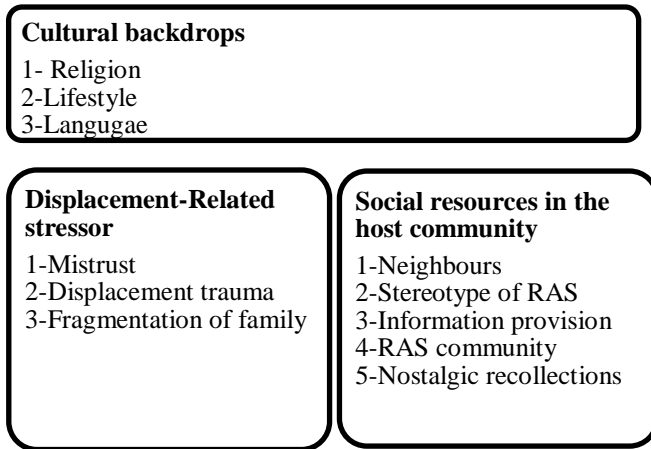 Cultural backdrops
1- Religion
2-Lifestyle
3-Langugae
Displacement-Related
stressor
1-Mistrust
2-Displacement trauma
3-Fragmentation of family
Social resources in the
host community
1-Neighbours
2-Stereotype of RAS
3-Information provision
4-RAS community
5-Nostalgic recollections